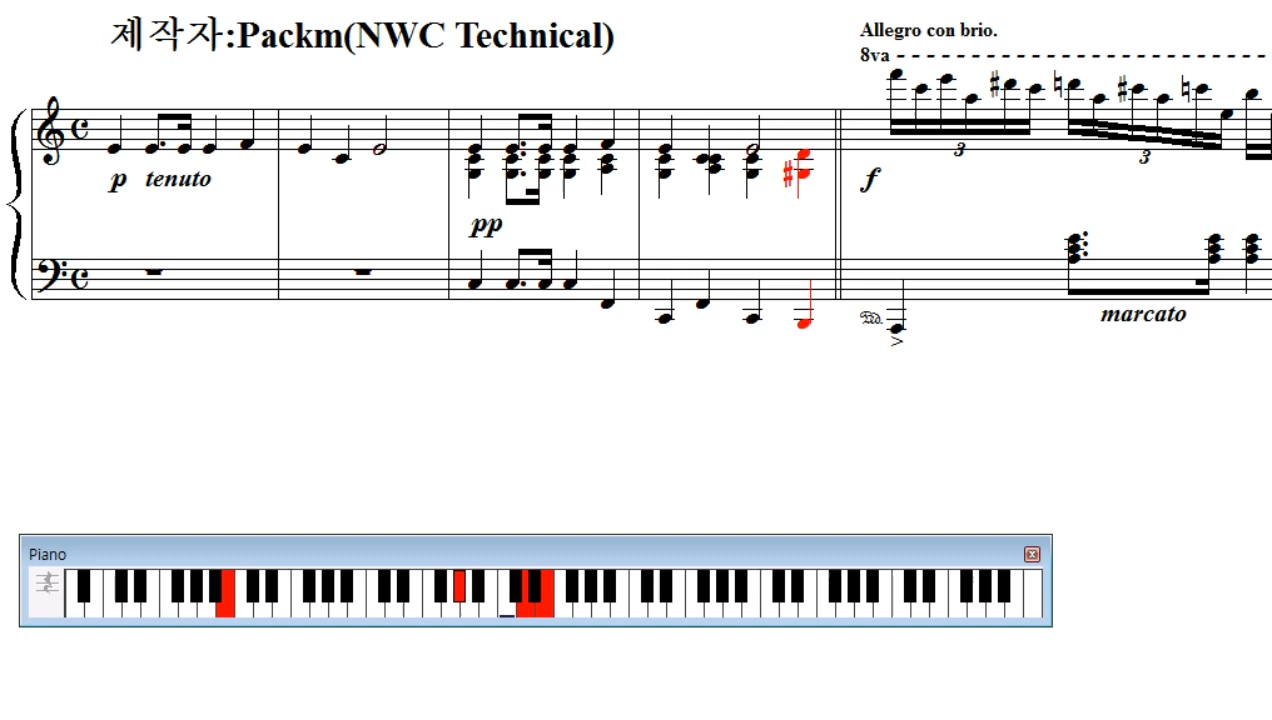 제작자:Packm(NWC Technical)
Allegro con brio.
8va
p tenuto
3
3
f
pp
marcato
Piano